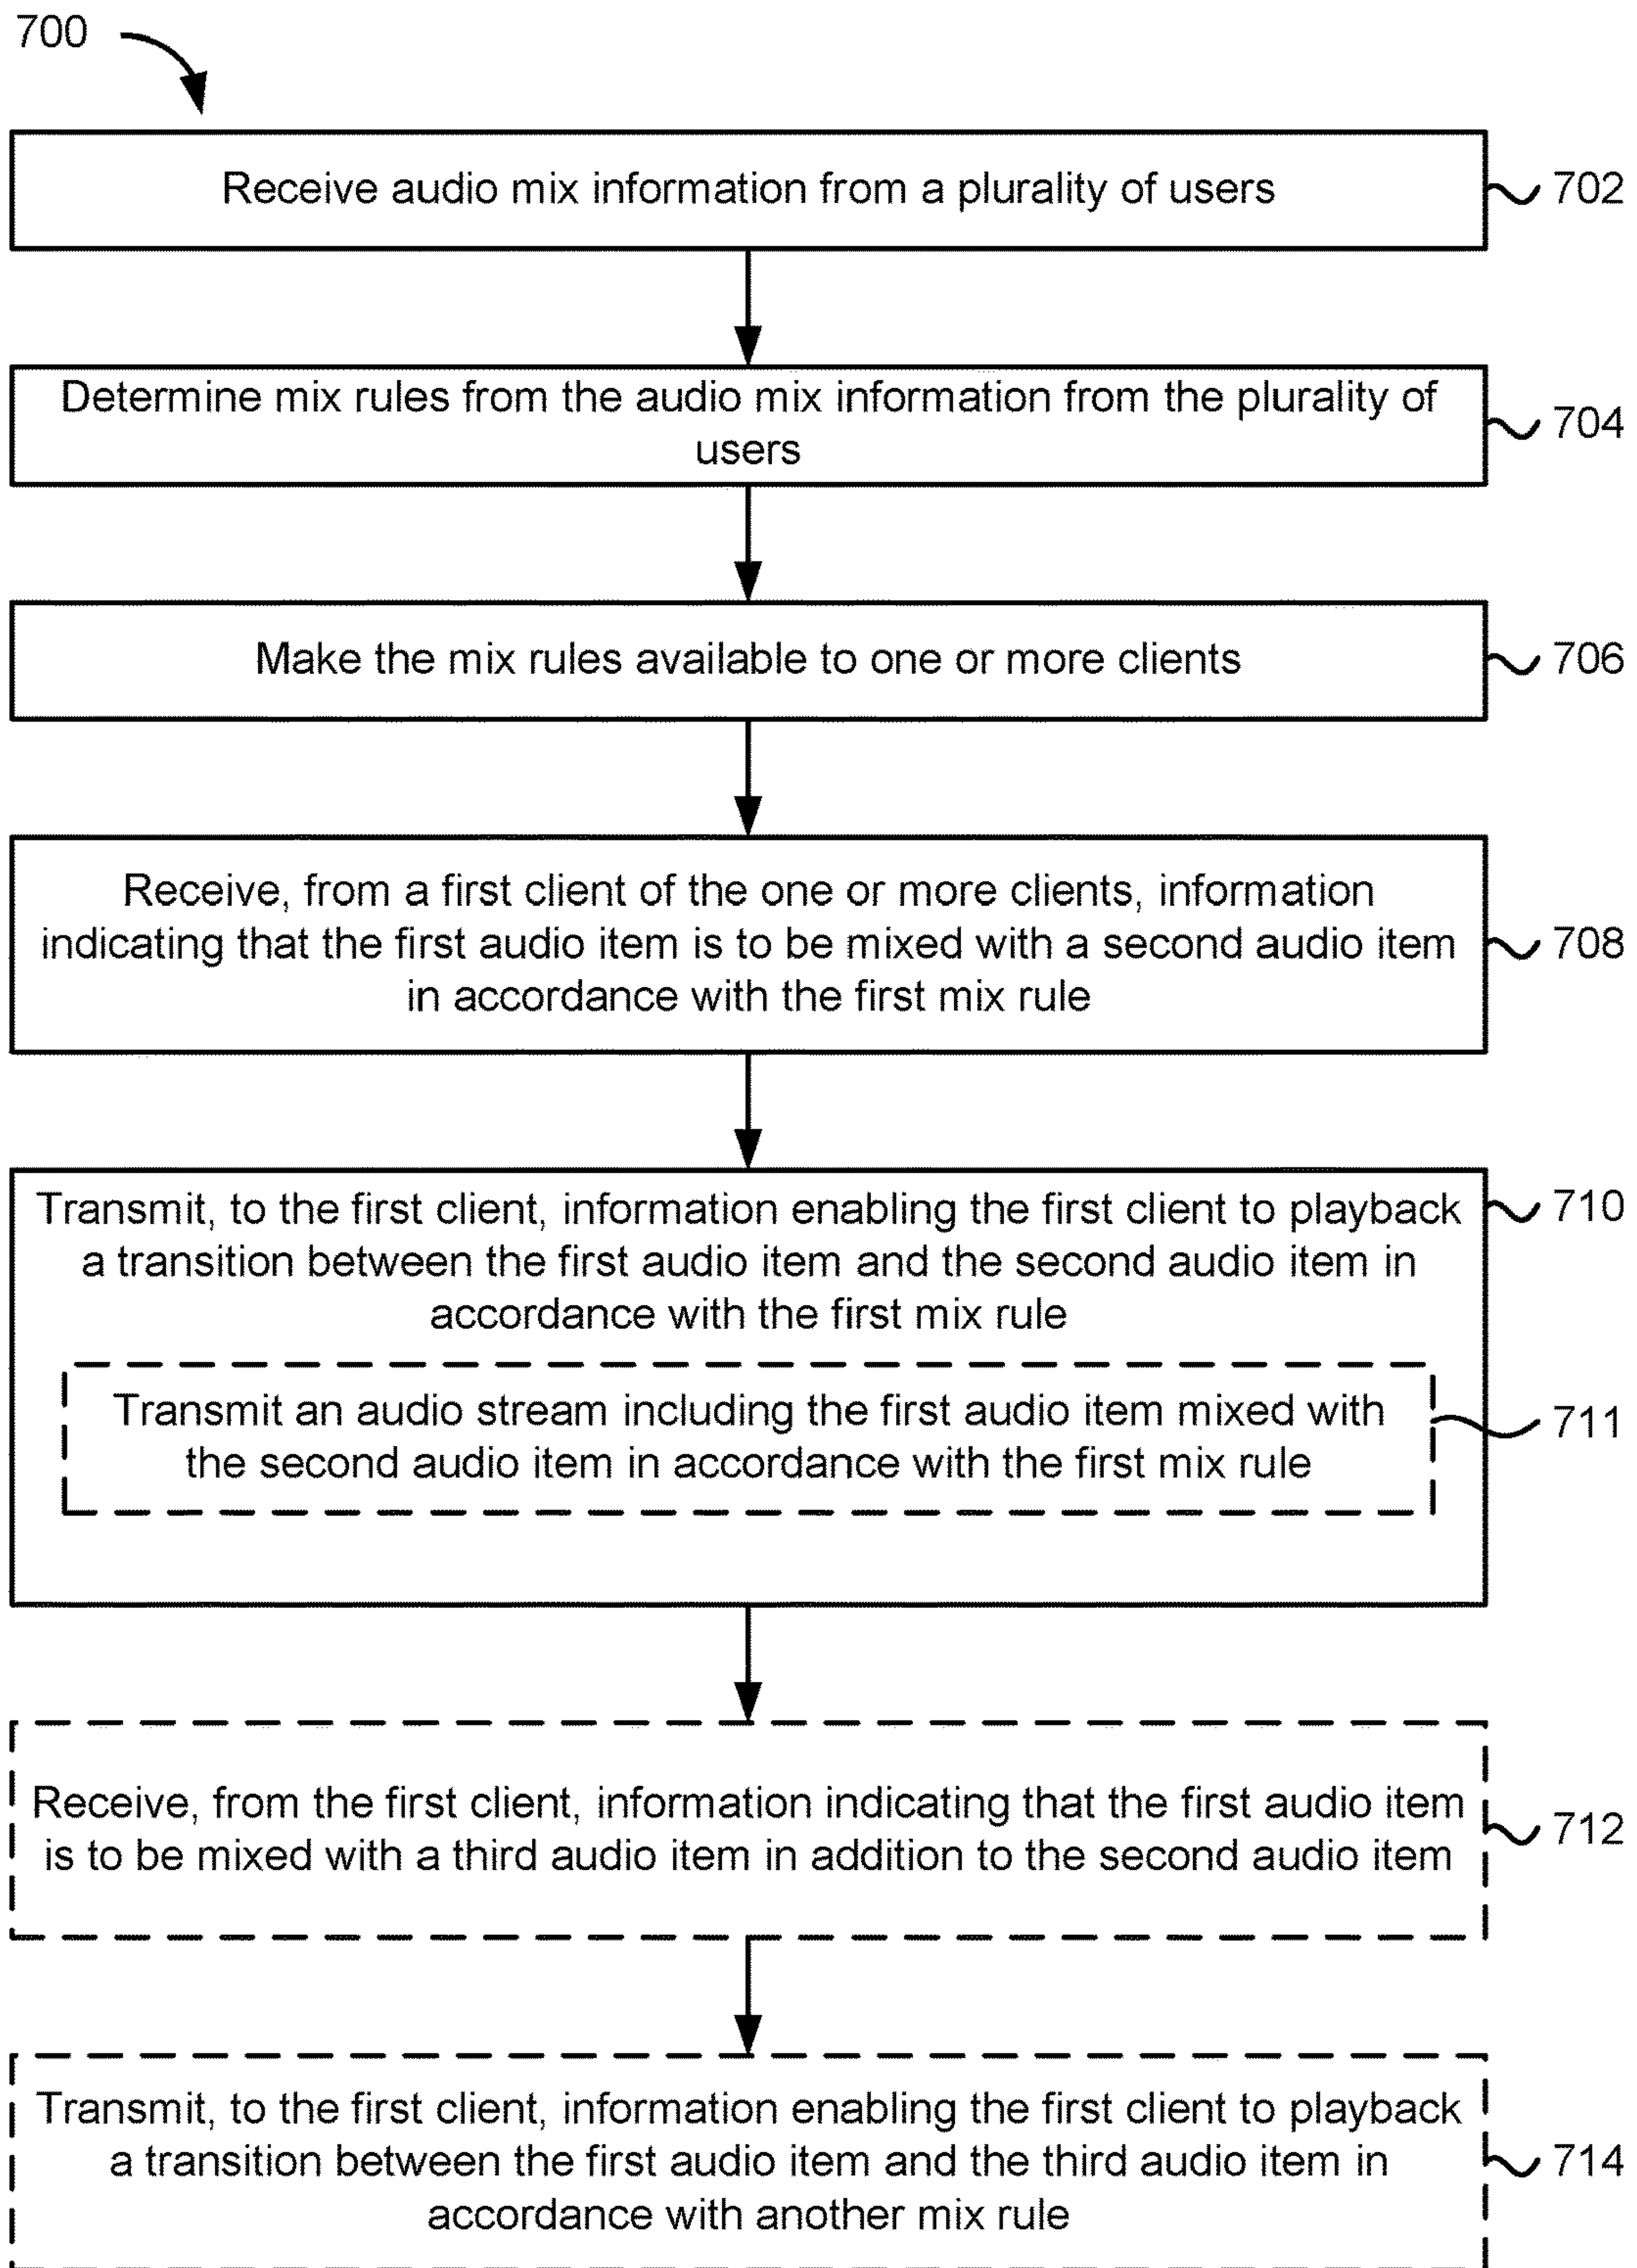 700
Receive audio mix information from a plurality of users
702
Determine mix rules from the audio mix information from the plurality of
users
704
Make the mix rules available to one or more clients
706
Receive, from a first client of the one or more clients, information
indicating that the first audio item is to be mixed with a second audio item
in accordance with the first mix rule
708
Transmit, to the first client, information enabling the first client to playback
a transition between the first audio item and the second audio item in
accordance with the first mix rule
710
Transmit an audio stream including the first audio item mixed with
the second audio item in accordance with the first mix rule
711
Receive, from the first client, information indicating that the first audio item
is to be mixed with a third audio item in addition to the second audio item
712
Transmit, to the first client, information enabling the first client to playback
a transition between the first audio item and the third audio item in
accordance with another mix rule
714